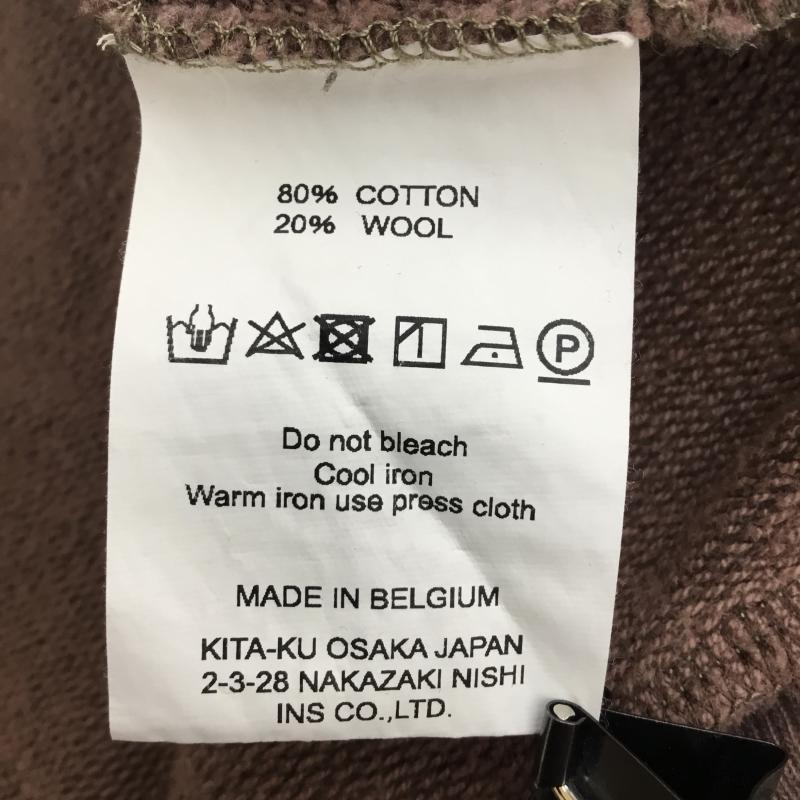 80% COTTON
20% WOOL
P
Do not bleach
Cool iron
Warm iron use press cloth
MADE IN BELGIUM
KITA-KU OSAKA JAPAN
2-3-28 NAKAZAKI NISHI
INS CO.,LTD.